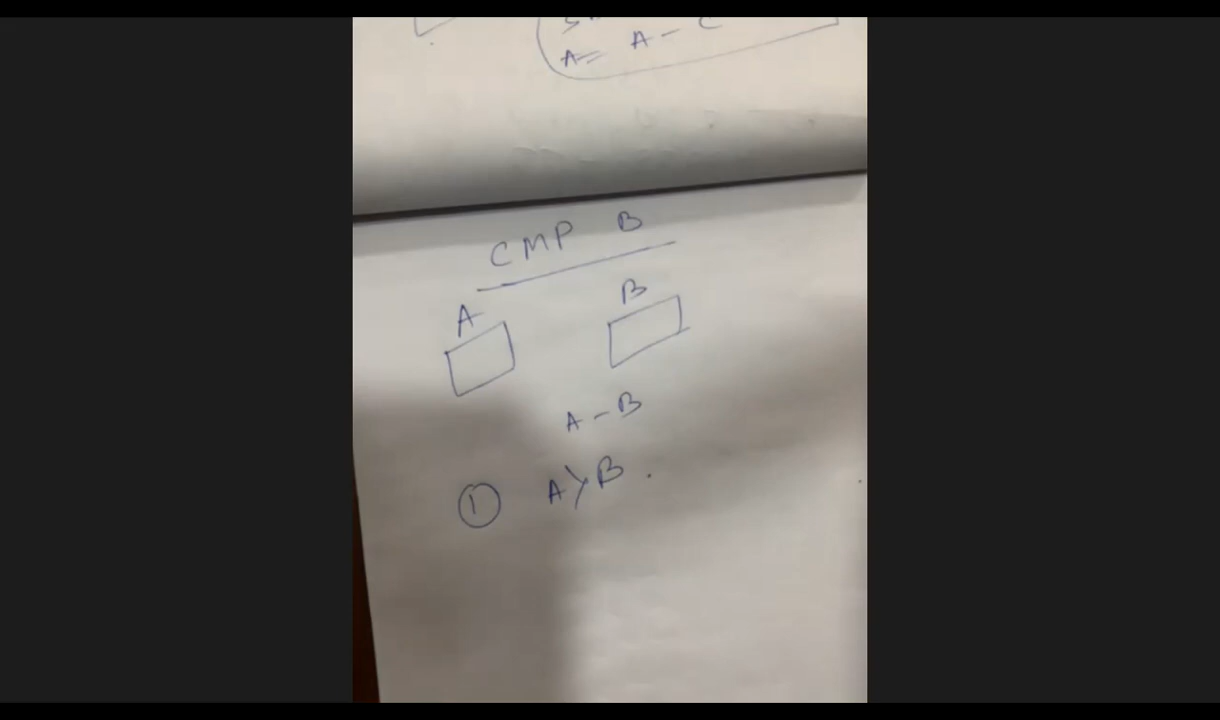 A = A - C
CMP B
A B
A - B
① A > B .